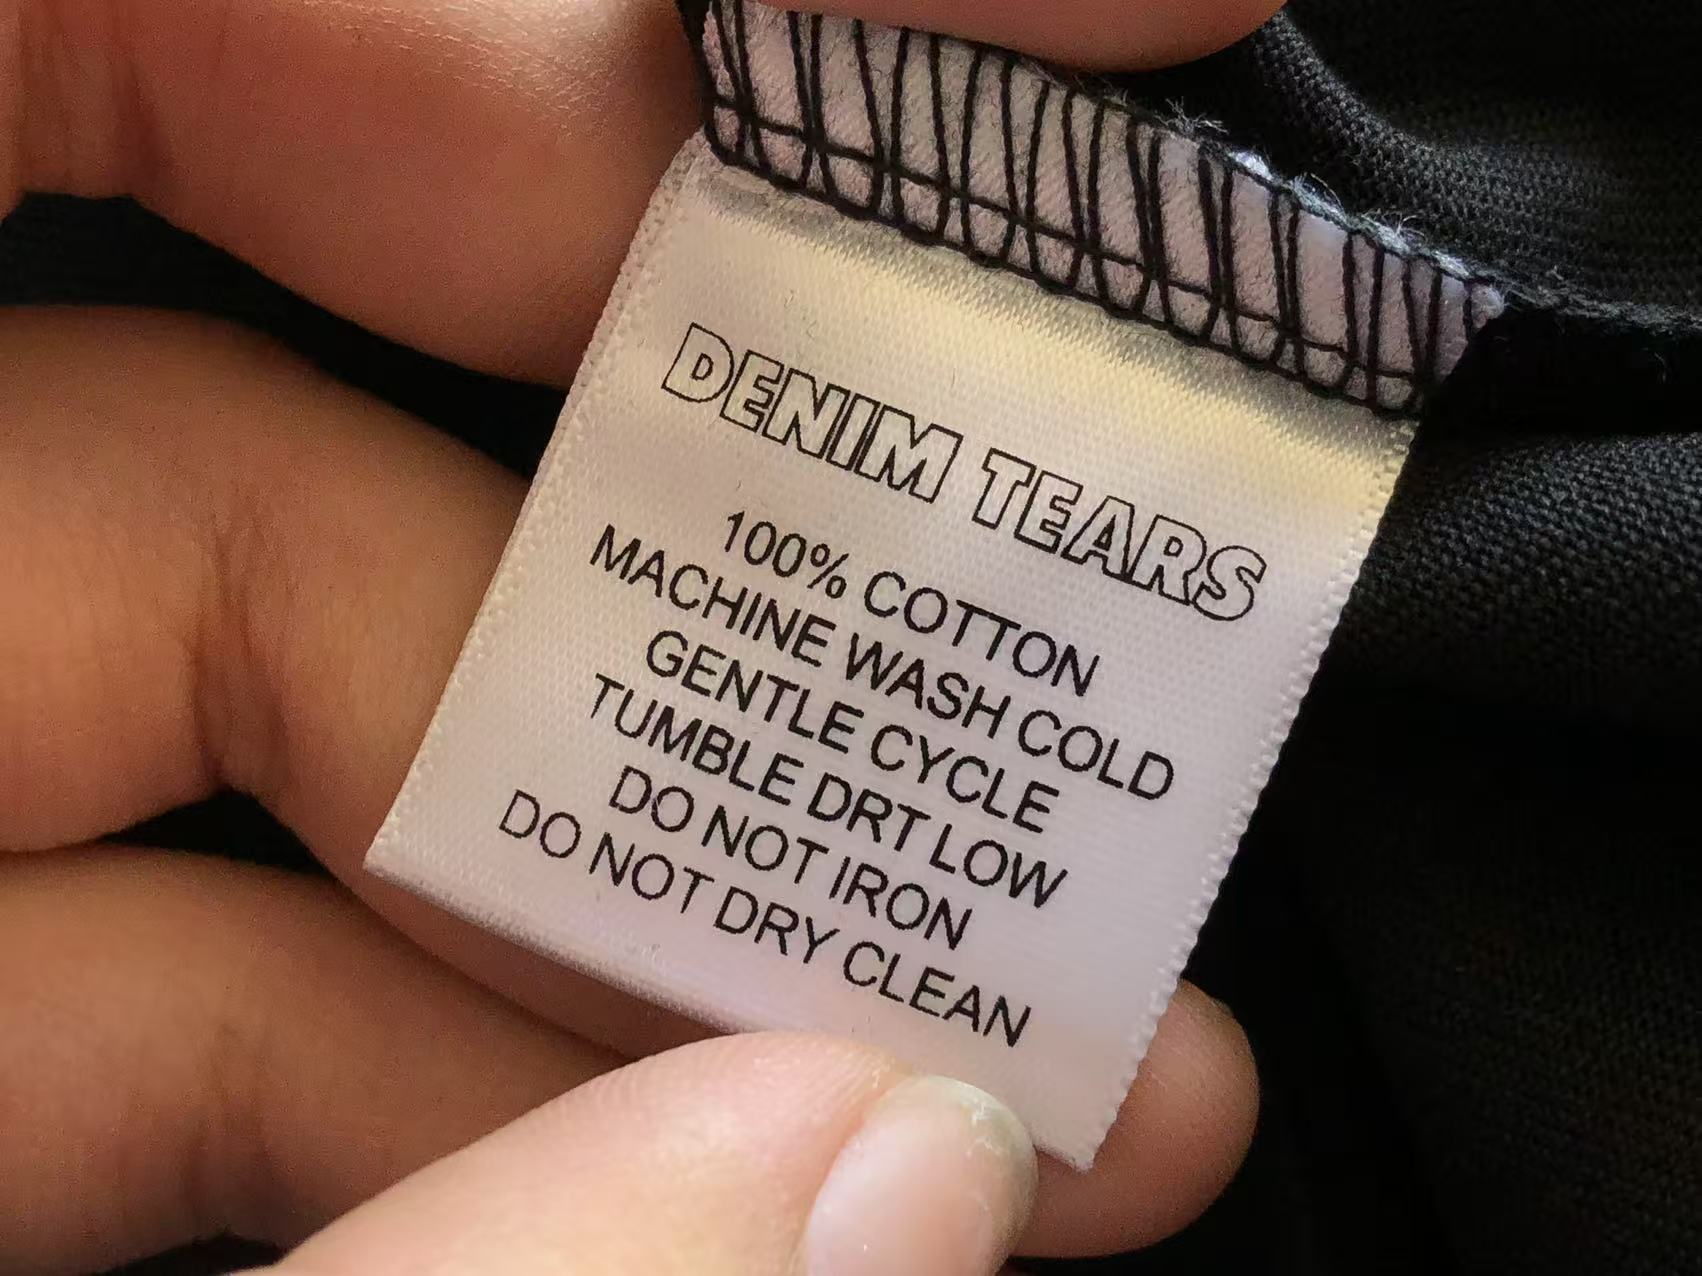 DENIM TEARS
100% COTTON
MACHINE WASH COLD
GENTLE CYCLE
TUMBLE DRT LOW
DO NOT IRON
DO NOT DRY CLEAN